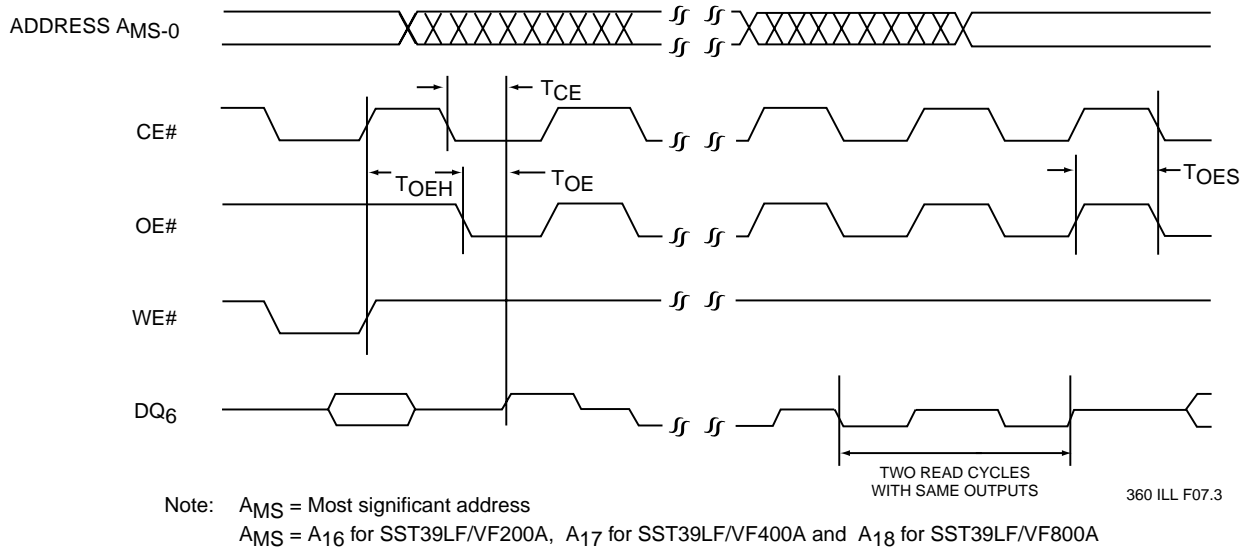 ADDRESS AMS-0
TCE
CE#
TOEH
TOE
TOES
OE#
WE#
DQ6
TWO READ CYCLES
WITH SAME OUTPUTS
360 ILL F07.3
Note: AMS = Most significant address
AMS = A16 for SST39LF/VF200A, A17 for SST39LF/VF400A and A18 for SST39LF/VF800A